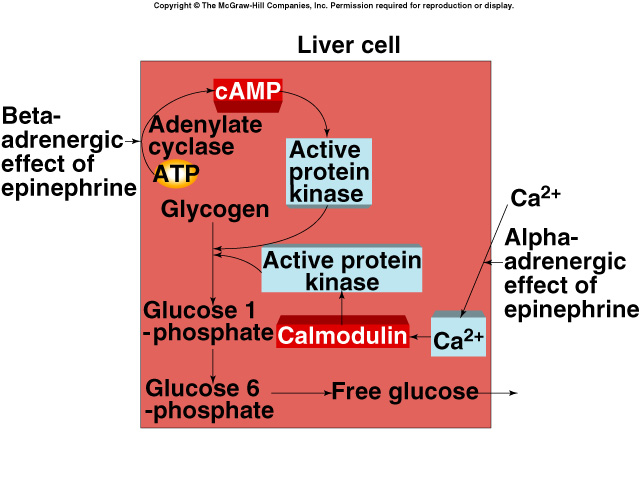 Copyright © The McGraw-Hill Companies, Inc. Permission required for reproduction or display.
Liver cell
cAMP
Beta-
adrenergic
effect of
epinephrine
Adenylate
cyclase
ATP
Active
protein
kinase
Glycogen
Ca2+
Alpha-
adrenergic
effect of
epinephrine
Active protein
kinase
Glucose 1
-phosphate
Calmodulin
Ca2+
Glucose 6
-phosphate
Free glucose